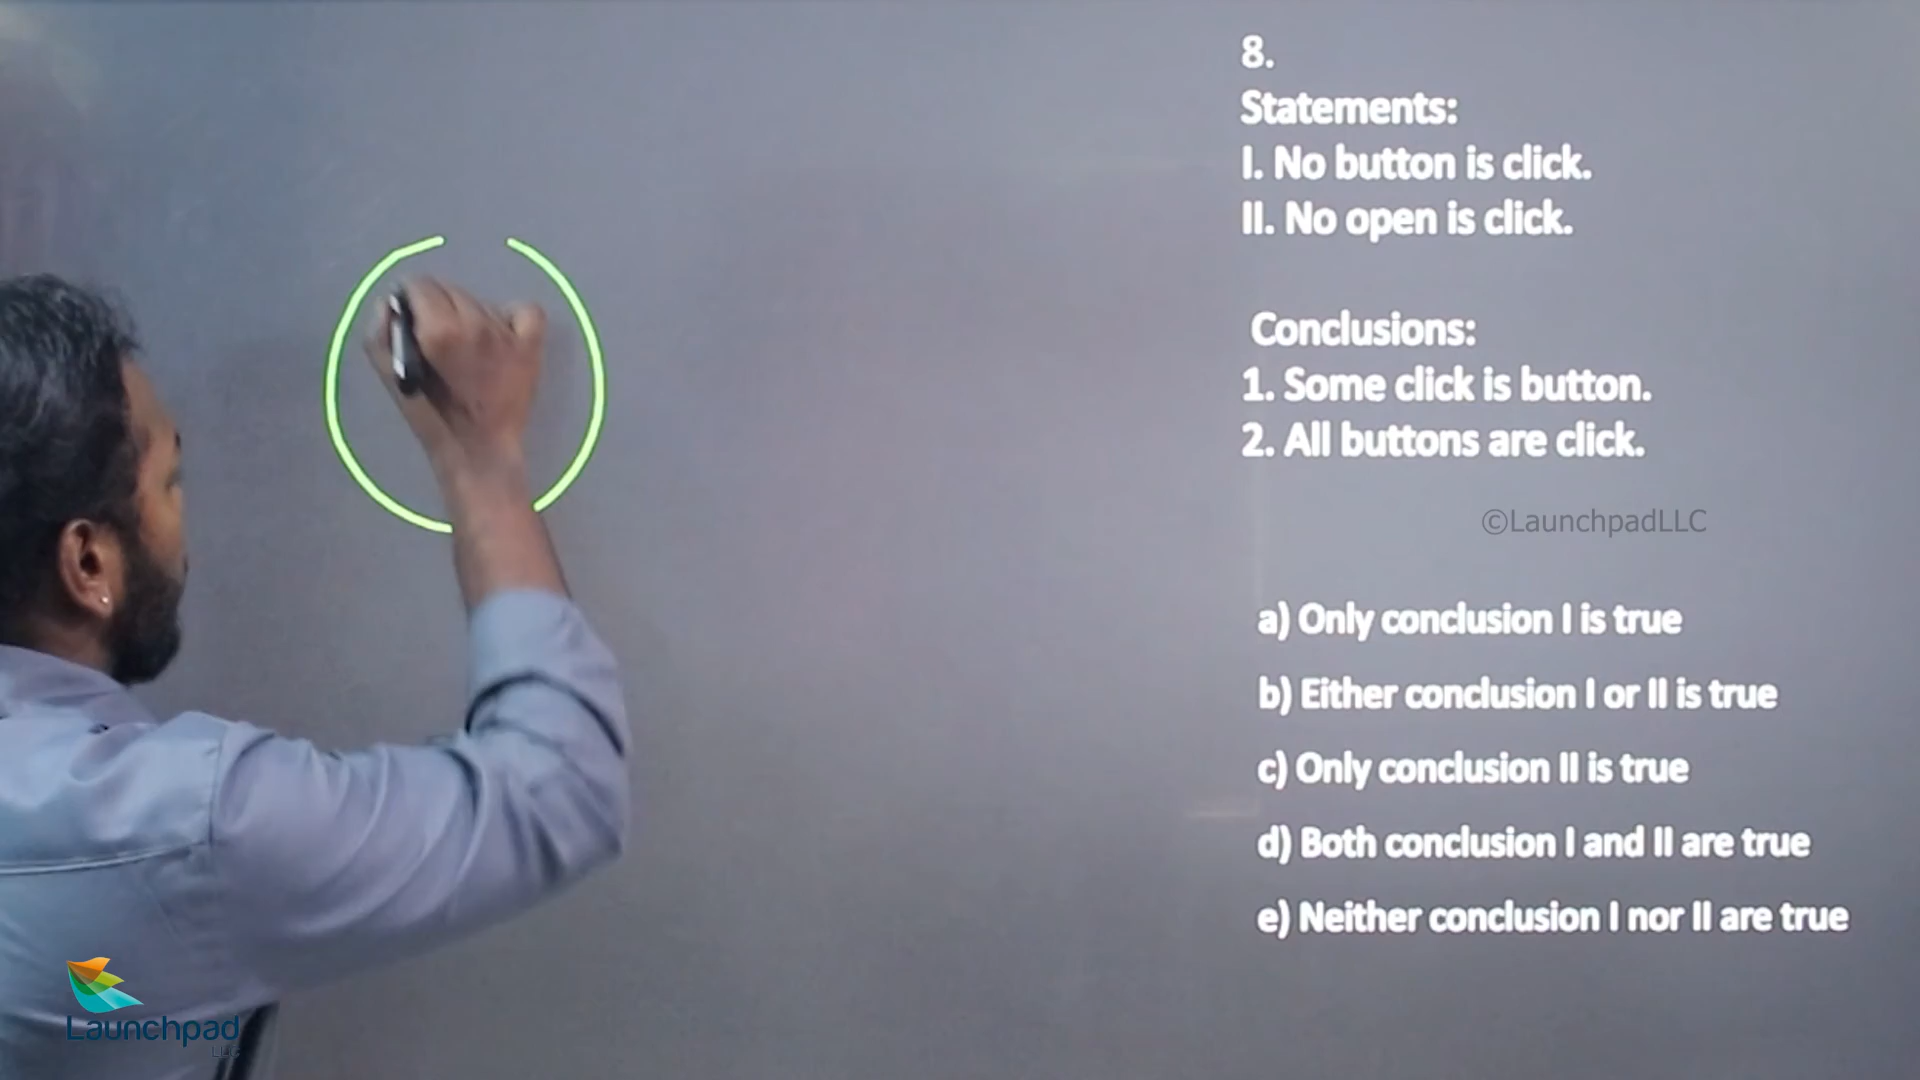 8.
Statements:
I. No button is click.
II. No open is click.
Conclusions:
1. Some click is button.
2. All buttons are click.
©LaunchpadLLC
a) Only conclusion I is true
b) Either conclusion I or II is true
c) Only conclusion II is true
d) Both conclusion I and II are true
e) Neither conclusion I nor II are true
Launchpad
LLC